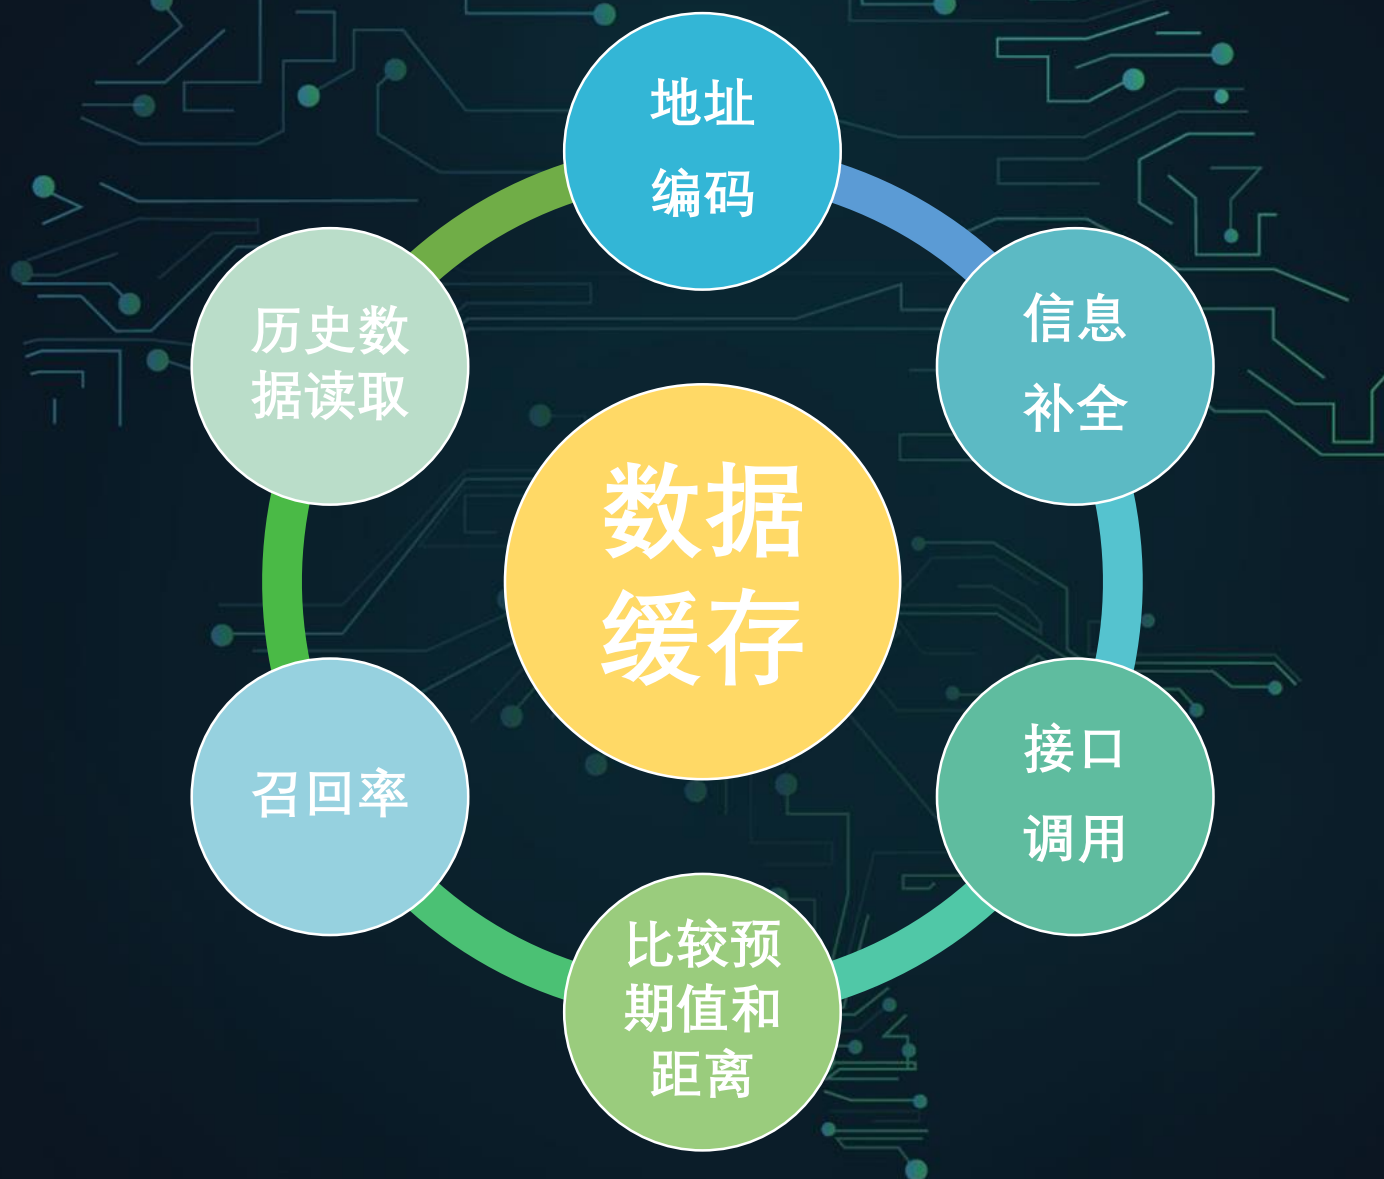 地址
编码
信息
补全
历史数
据读取
数据
缓存
接口
调用
召回率
比较预
期值和
距离